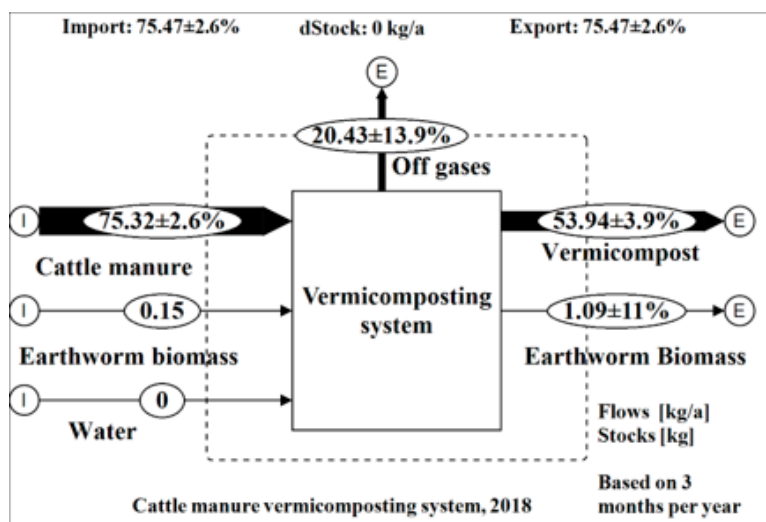 Import: 75.47±2.6% dStock: 0 kg/a Export: 75.47±2.6%
E
20.43±13.9%
Off gases
I 75.32±2.6% 53.94±3.9% E
Cattle manure Vermicompost
Vermicomposting
system
I 0.15 1.09±11% E
Earthworm biomass Earthworm Biomass
I 0
Water
Flows [kg/a]
Stocks [kg]
Based on 3
months per year
Cattle manure vermicomposting system, 2018